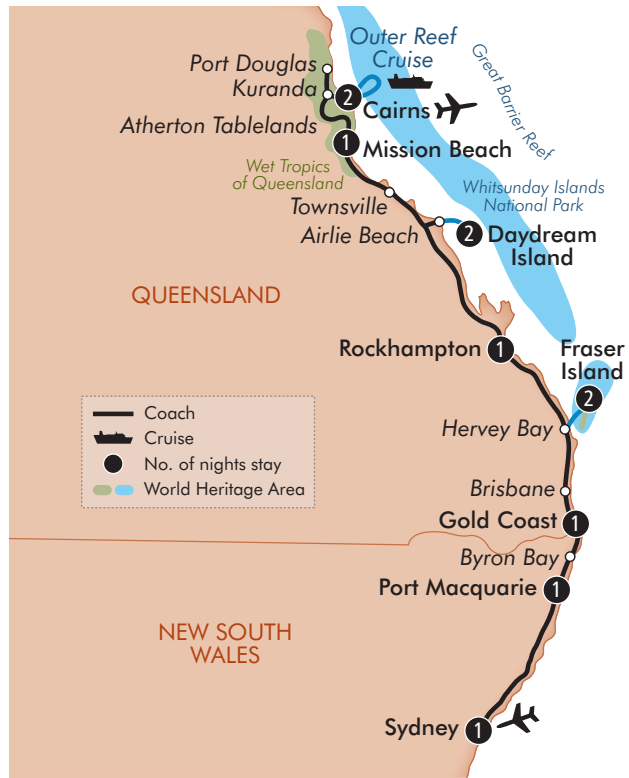 Outer Reef
Cruise
Great Barrier Reef
Port Douglas
Kuranda
2
Cairns
Atherton Tablelands
1
Mission Beach
Wet Tropics
of Queensland
Whitsunday Islands
National Park
Townsville
Airlie Beach
2
Daydream
Island
QUEENSLAND
Rockhampton
1
Fraser
Island
2
Hervey Bay
Coach
Cruise
No. of nights stay
World Heritage Area
Brisbane
Gold Coast
1
Byron Bay
Port Macquarie
1
NEW SOUTH
WALES
Sydney
1